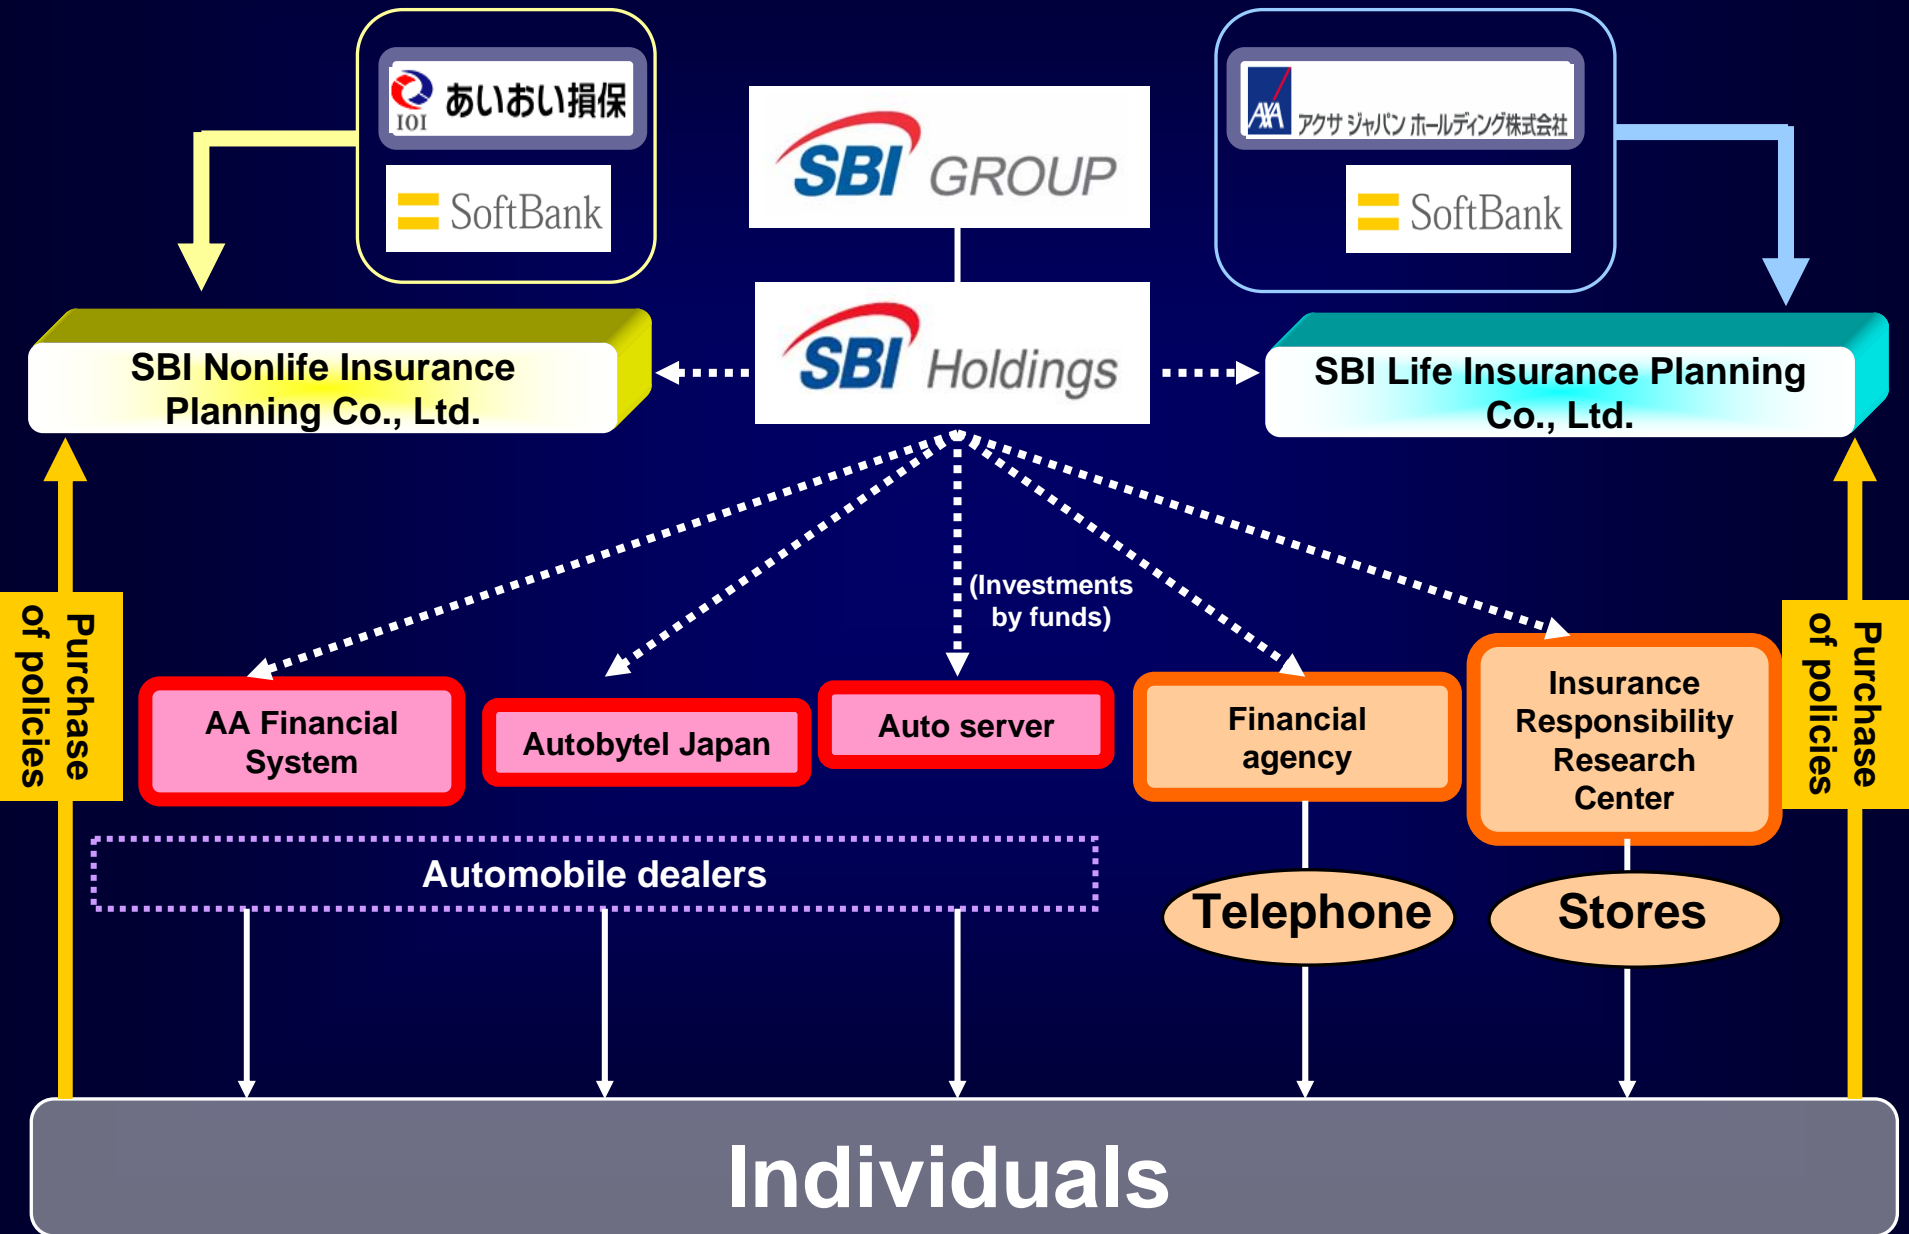 IOI
あいおい損保
SoftBank
SBI GROUP
AXA
アクサ ジャパン ホールディング株式会社
SoftBank
SBI Nonlife Insurance
Planning Co., Ltd.
SBI Holdings
SBI Life Insurance Planning
Co., Ltd.
(Investments
by funds)
Purchase
of policies
AA Financial
System
Autobytel Japan
Auto server
Financial
agency
Insurance
Responsibility
Research
Center
Purchase
of policies
Automobile dealers
Telephone
Stores
Individuals